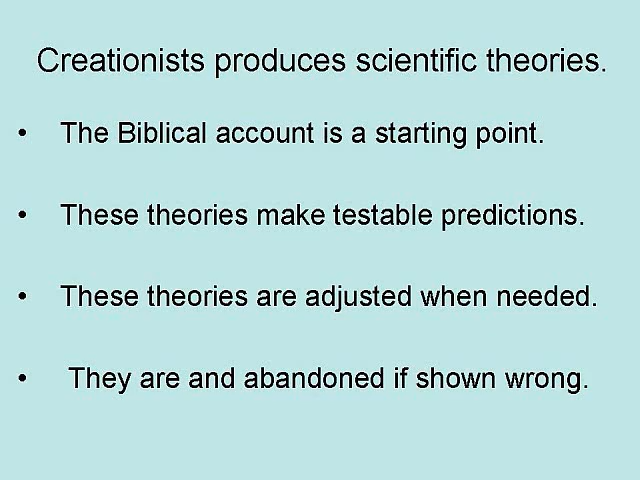 Creationists produces scientific theories.
• The Biblical account is a starting point.
• These theories make testable predictions.
• These theories are adjusted when needed.
• They are and abandoned if shown wrong.